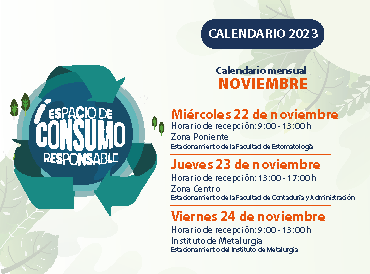 CALENDARIO 2023
Calendario mensual
NOVIEMBRE
ESPACIO DE
CONSUMO
RESPONSABLE
Miércoles 22 de noviembre
Horario de recepción: 9:00 - 13:00 h
Zona Poniente
Estacionamiento de la Facultad de Estomatología
Jueves 23 de noviembre
Horario de recepción: 13:00 - 17:00 h
Zona Centro
Estacionamiento de la Facultad de Contaduría y Administración
Viernes 24 de noviembre
Horario de recepción: 9:00 - 13:00 h
Instituto de Metalurgia
Estacionamiento del Instituto de Metalurgia